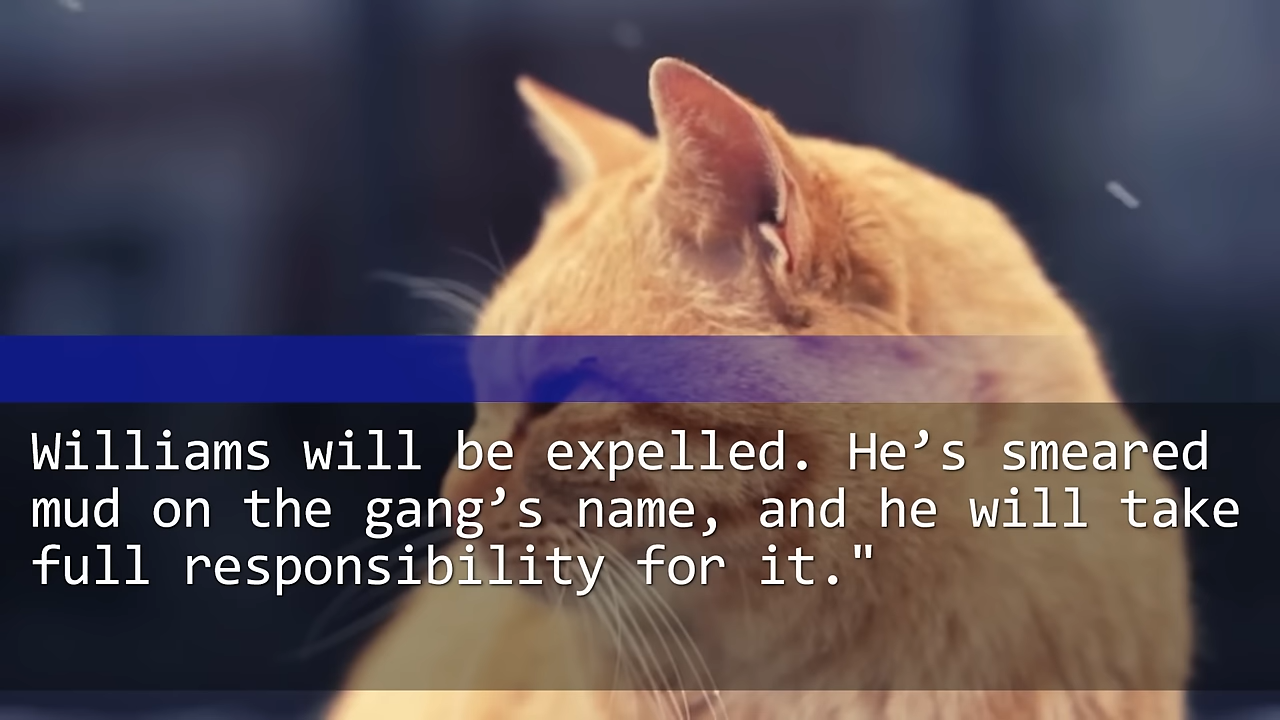 Williams will be expelled. He’s smeared
mud on the gang’s name, and he will take
full responsibility for it."